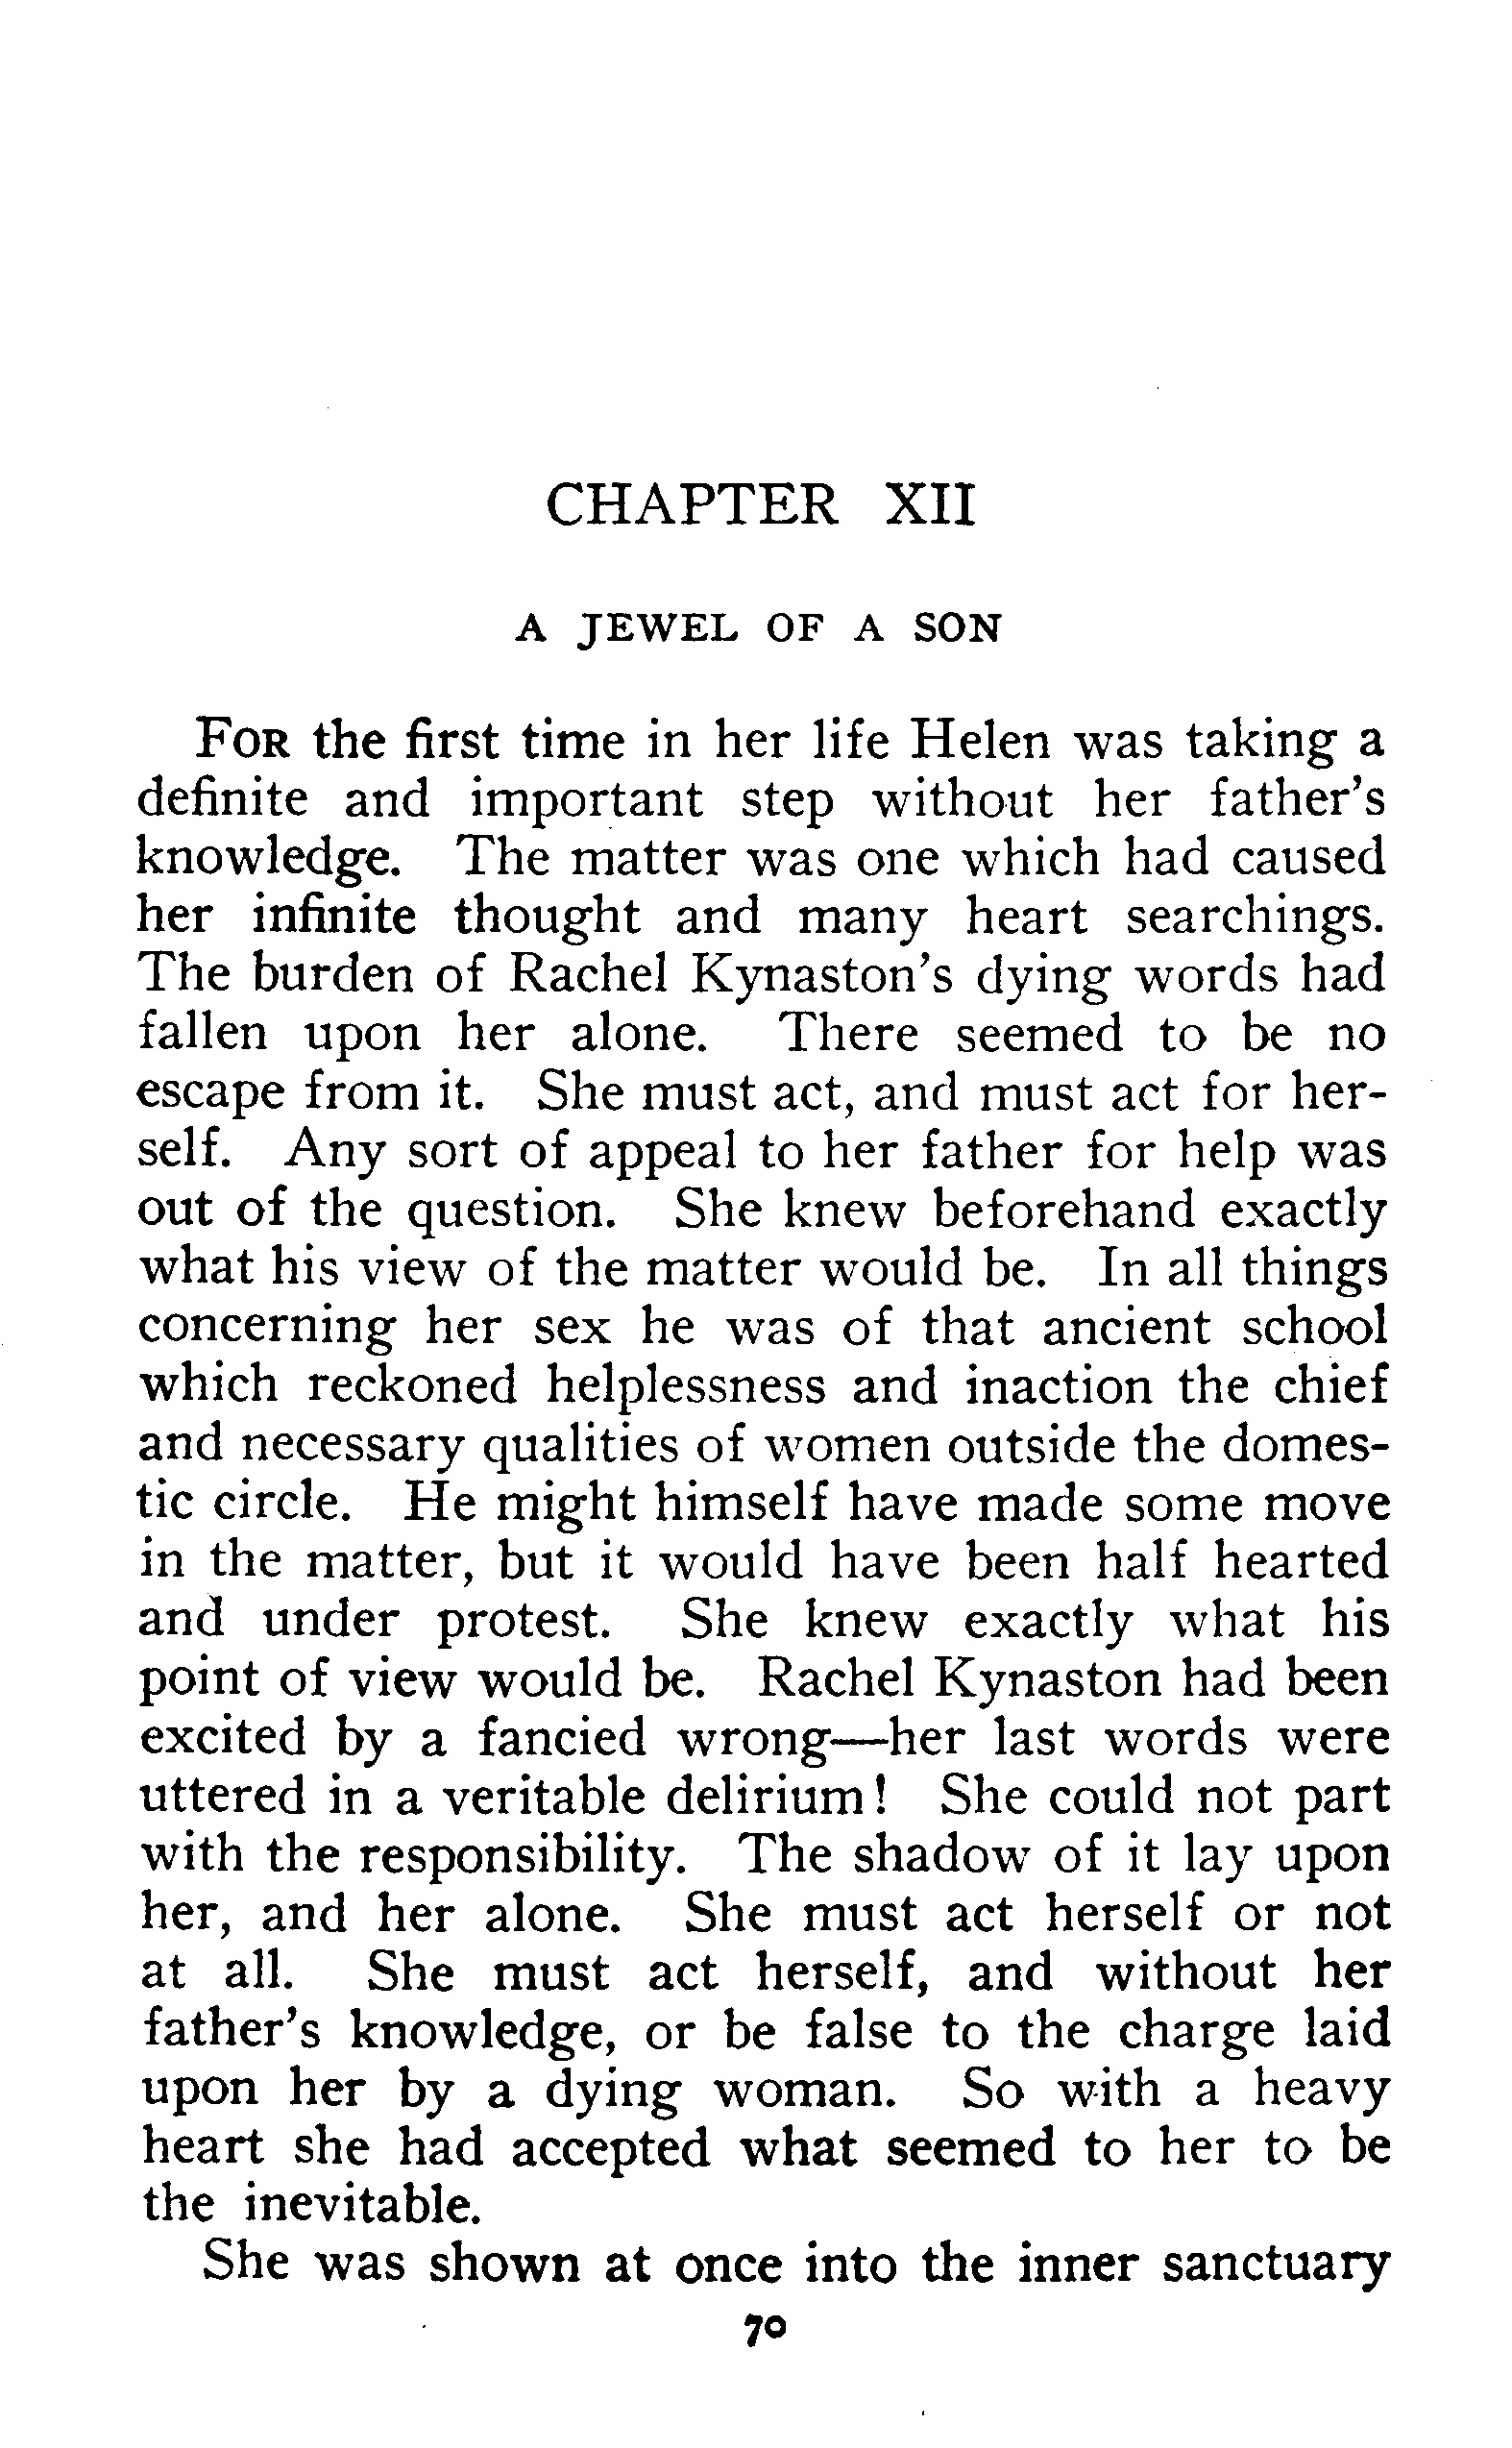 CHAPTER XII
A JEWEL OF A SON
For the first time in her life Helen was taking a
definite and important step without her father's
knowledge. The matter was one which had caused
her infinite thought and many heart searchings.
The burden of Rachel Kynaston's dying words had
fallen upon her alone. There seemed to be no
escape from it. She must act, and must act for her-
self. Any sort of appeal to her father for help was
out of the question. She knew beforehand exactly
what his view of the matter would be. In all things
concerning her sex he was of that ancient school
which reckoned helplessness and inaction the chief
and necessary qualities of women outside the domes-
tic circle. He might himself have made some move
in the matter, but it would have been half hearted
and under protest. She knew exactly what his
point of view would be. Rachel Kynaston had been
excited by a fancied wrong—her last words were
uttered in a veritable delirium! She could not part
with the responsibility. The shadow of it lay upon
her, and her alone. She must act herself or not
at all. She must act herself, and without her
father's knowledge, or be false to the charge laid
upon her by a dying woman. So with a heavy
heart she had accepted what seemed to her to be
the inevitable.
She was shown at once into the inner sanctuary
70